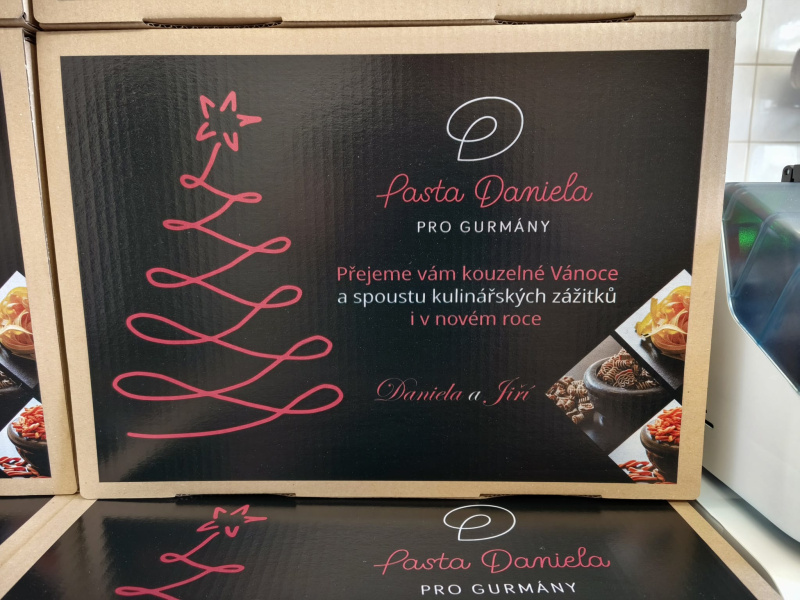 Pasta Daniela
PRO GURMÁNY
Přejeme vám kouzelné Vánoce
a spoustu kulinářských zážitků
i v novém roce
Daniela a Jiří
Pasta Daniela
PRO GURMÁNY